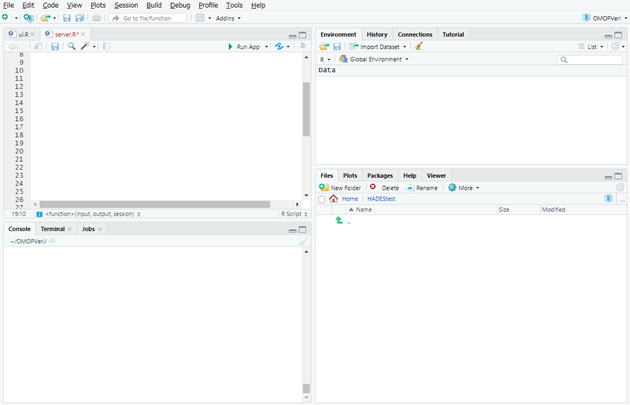 File Edit Code View Plots Session Build Debug Profile Tools Help
Go to file/function Addins OMOPVeri
ui.R server.R*
Run App
8
9
10
11
12
13
14
15
16
17
18
19
20
21
22
23
24
25
26
27
19:10 <function>(input, output, session) R Script
Console Terminal Jobs
~/OMOPVeri/
Environment History Connections Tutorial
Import Dataset List
R Global Environment
Data
Files Plots Packages Help Viewer
New Folder Delete Rename More
Home HADEStest
Name Size Modified
..